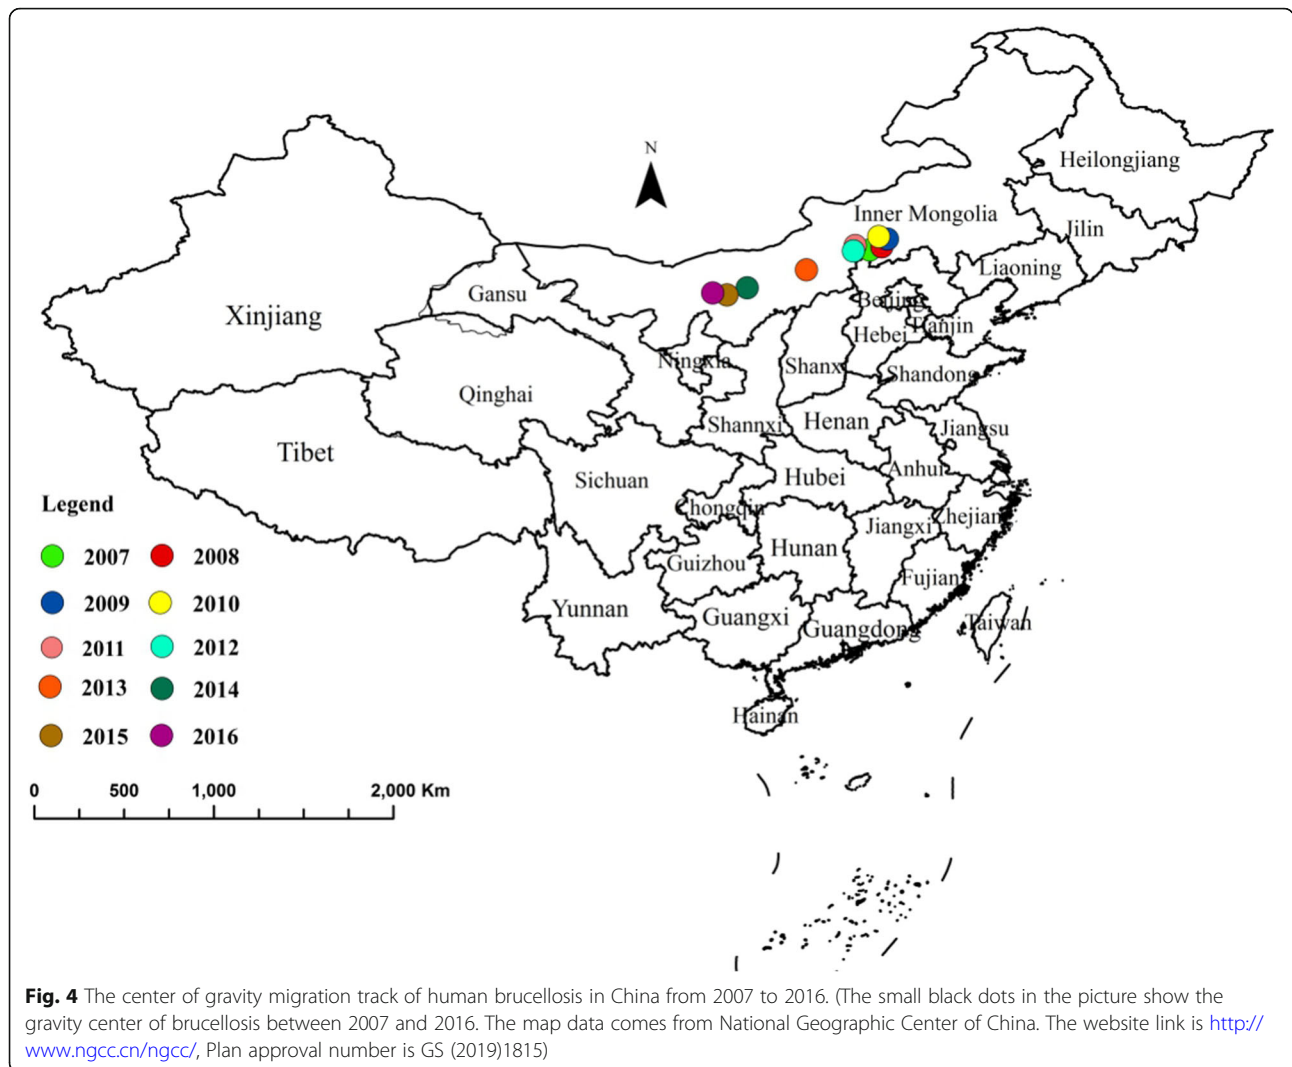 N
Heilongjiang
Inner Mongolia
Jilin
Liaoning
Gansu
Xinjiang
Beijing
Tianjin
Hebei
Ningxia
Shanx
Shandong
Qinghai
Shannxi
Henan
Jiangsu
Tibet
Anhui
Sichuan
Hubei
Chongqin
Zhejian
Jiangxi
Hunan
Guizhou
Fujian
Yunnan
Guangxi
Guangdong
Taiwan
Hainan
Legend
2007 2008
2009 2010
2011 2012
2013 2014
2015 2016
0 500 1,000 2,000 Km
Fig. 4 The center of gravity migration track of human brucellosis in China from 2007 to 2016. (The small black dots in the picture show the
gravity center of brucellosis between 2007 and 2016. The map data comes from National Geographic Center of China. The website link is http://
www.ngcc.cn/ngcc/, Plan approval number is GS (2019)1815)